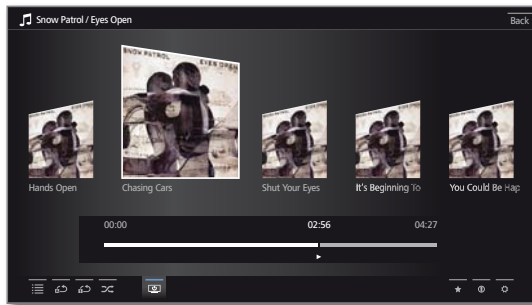 Snow Patrol / Eyes Open
Back
SNOW PATROL
EYES OPEN
Hands Open
Chasing Cars
Shut Your Eyes
It's Beginning To
You Could Be Hap
00:00
02:56
04:27